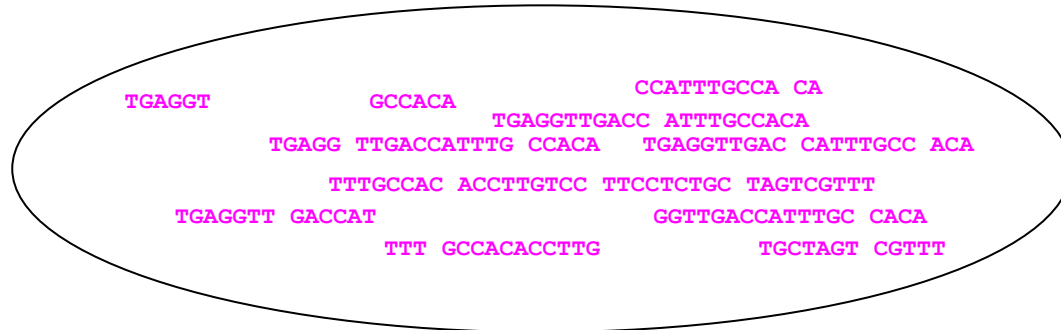 CCATTTGCCA CA
TGAGGT GCCACA
TGAGGTTGACC ATTTGCCACA
TGAGG TTGACCATTTG CCACA TGAGGTTGAC CATTTGCC ACA
TTTGCCAC ACCTTGTCC TTCCTCTGC TAGTCGTTT
TGAGGTT GACCAT GGTTGACCATTTGC CACA
TTT GCCACACCTTG TGCTAGT CGTTT